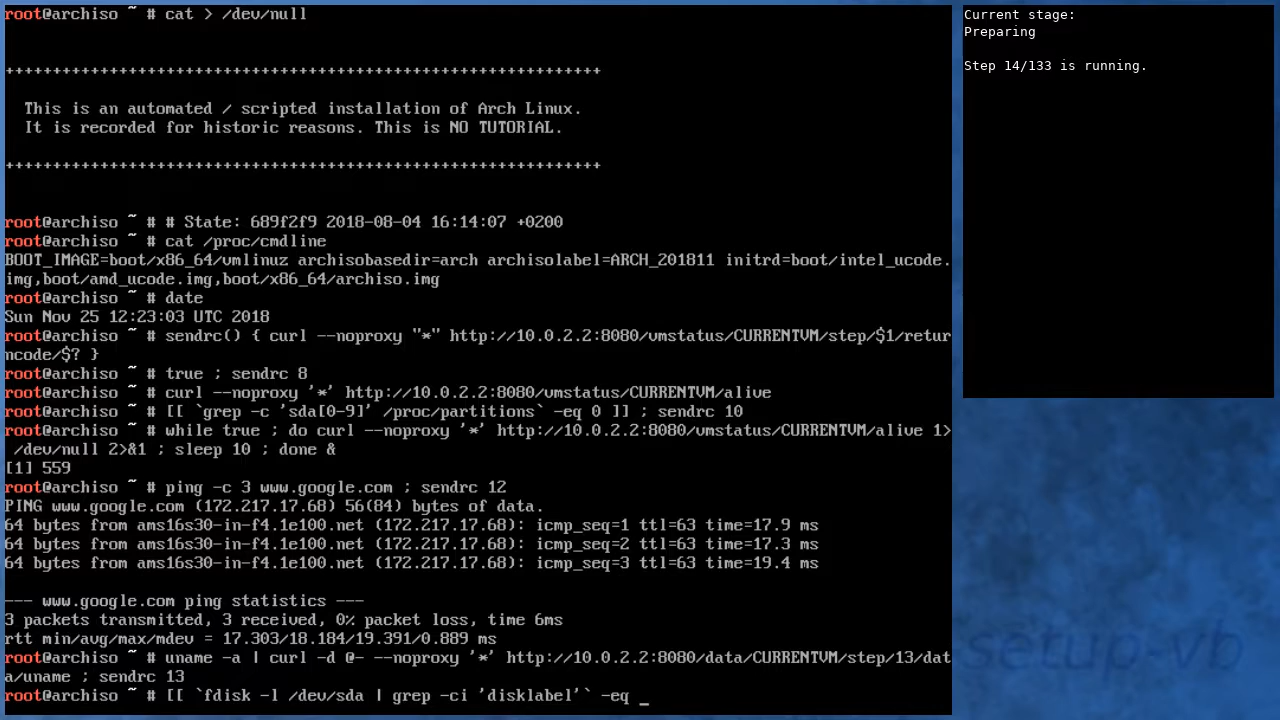 root@archiso ~ # cat > /dev/null
++++++++++++++++++++++++++++++++++++++++++++++++++++++++++++++++
This is an automated / scripted installation of Arch Linux.
It is recorded for historic reasons. This is NO TUTORIAL.
++++++++++++++++++++++++++++++++++++++++++++++++++++++++++++++++
root@archiso ~ # # State: 689f2f9 2018-08-04 16:14:07 +0200
root@archiso ~ # cat /proc/cmdline
BOOT_IMAGE=boot/x86_64/vmlinuz archisobasedir=arch archisolabel=ARCH_201811 initrd=boot/intel_ucode.
img,boot/amd_ucode.img,boot/x86_64/archiso.img
root@archiso ~ # date
Sun Nov 25 12:23:03 UTC 2018
root@archiso ~ # sendrc() { curl --noproxy "*" http://10.0.2.2:8080/vmstatus/CURRENTVM/step/$1/retur
ncode/$? }
root@archiso ~ # true ; sendrc 8
root@archiso ~ # curl --noproxy '*' http://10.0.2.2:8080/vmstatus/CURRENTVM/alive
root@archiso ~ # [[ `grep -c 'sda[0-9]' /proc/partitions` -eq 0 ]] ; sendrc 10
root@archiso ~ # while true ; do curl --noproxy '*' http://10.0.2.2:8080/vmstatus/CURRENTVM/alive 1>
/dev/null 2>&1 ; sleep 10 ; done &
[1] 559
root@archiso ~ # ping -c 3 www.google.com ; sendrc 12
PING www.google.com (172.217.17.68) 56(84) bytes of data.
64 bytes from ams16s30-in-f4.1e100.net (172.217.17.68): icmp_seq=1 ttl=63 time=17.9 ms
64 bytes from ams16s30-in-f4.1e100.net (172.217.17.68): icmp_seq=2 ttl=63 time=17.3 ms
64 bytes from ams16s30-in-f4.1e100.net (172.217.17.68): icmp_seq=3 ttl=63 time=19.4 ms
--- www.google.com ping statistics ---
3 packets transmitted, 3 received, 0% packet loss, time 6ms
rtt min/avg/max/mdev = 17.303/18.184/19.391/0.889 ms
root@archiso ~ # uname -a | curl -d @- --noproxy '*' http://10.0.2.2:8080/data/CURRENTVM/step/13/dat
a/uname ; sendrc 13
root@archiso ~ # [[ `fdisk -l /dev/sda | grep -ci 'disklabel'` -eq _
Current stage:
Preparing
Step 14/133 is running.
setup-vb